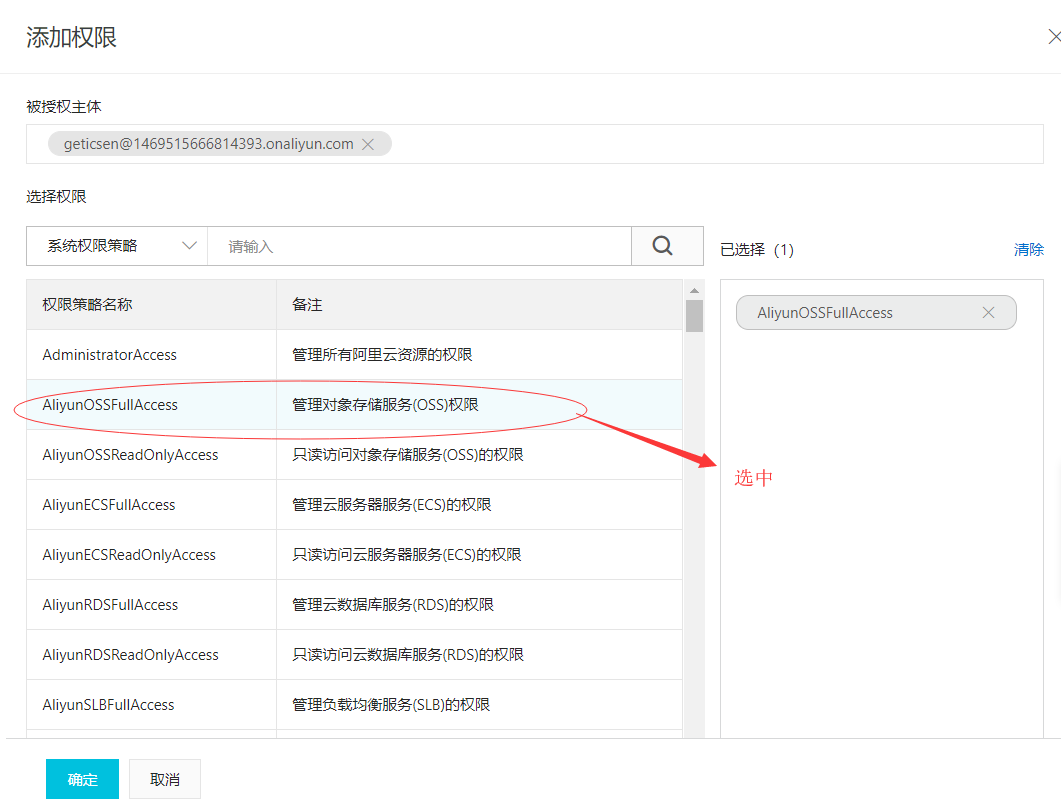 添加权限
被授权主体
geticsen@1469515666814393.onaliyun.com
选择权限
系统权限策略 请输入
已选择 (1) 清除
权限策略名称 备注
AliyunOSSFullAccess
AdministratorAccess 管理所有阿里云资源的权限
AliyunOSSFullAccess 管理对象存储服务(OSS)权限
AliyunOSSReadOnlyAccess 只读访问对象存储服务(OSS)的权限
选中
AliyunECSFullAccess 管理云服务器服务(ECS)的权限
AliyunECSReadOnlyAccess 只读访问云服务器服务(ECS)的权限
AliyunRDSFullAccess 管理云数据库服务(RDS)的权限
AliyunRDSReadOnlyAccess 只读访问云数据库服务(RDS)的权限
AliyunSLBFullAccess 管理负载均衡服务(SLB)的权限
确定 取消